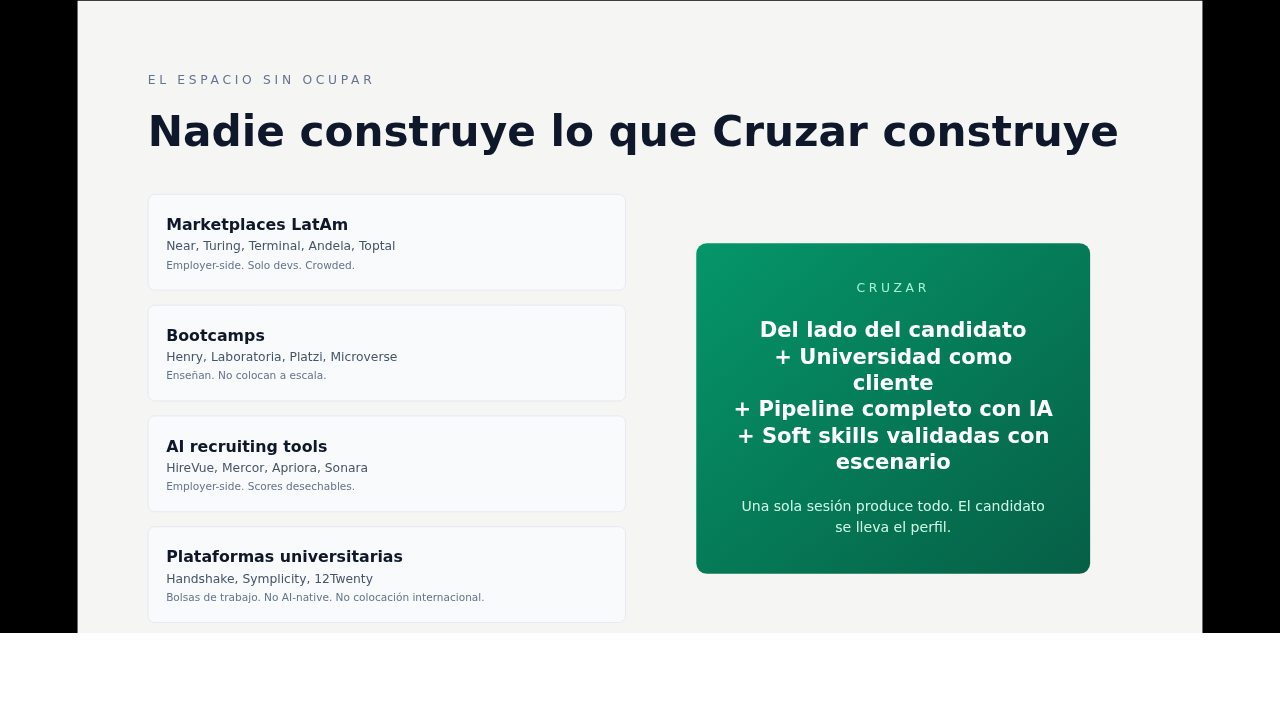 EL ESPACIO SIN OCUPAR
Nadie construye lo que Cruzar construye
Marketplaces LatAm
Near, Turing, Terminal, Andela, Toptal
Employer-side. Solo devs. Crowded.
Bootcamps
Henry, Laboratoria, Platzi, Microverse
Enseñan. No colocan a escala.
AI recruiting tools
HireVue, Mercor, Apriora, Sonara
Employer-side. Scores desechables.
Plataformas universitarias
Handshake, Symplicity, 12Twenty
Bolsas de trabajo. No AI-native. No colocación internacional.
CRUZAR
Del lado del candidato
+ Universidad como
cliente
+ Pipeline completo con IA
+ Soft skills validadas con
escenario
Una sola sesión produce todo. El candidato
se lleva el perfil.